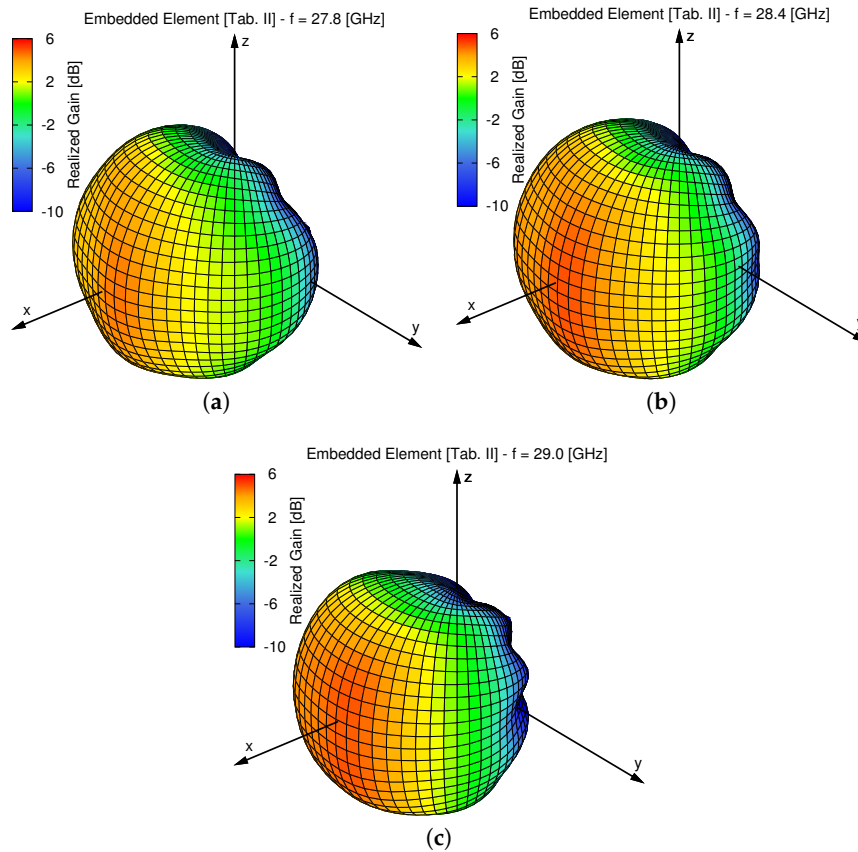 Embedded Element [Tab. II] - f = 27.8 [GHz]
6
2
-2
-6
-10
Realized Gain [dB]
z
x
y
(a)
Embedded Element [Tab. II] - f = 28.4 [GHz]
6
2
-2
-6
-10
Realized Gain [dB]
z
x
y
(b)
Embedded Element [Tab. II] - f = 29.0 [GHz]
6
2
-2
-6
-10
Realized Gain [dB]
z
x
y
(c)